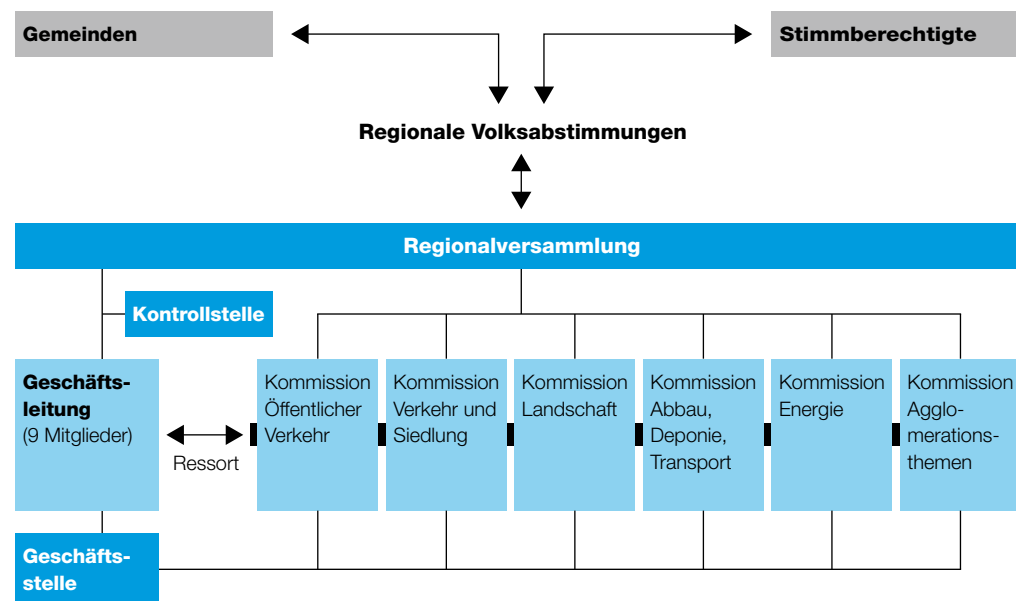 Gemeinden
Stimmberechtigte
Regionale Volksabstimmungen
Regionalversammlung
Kontrollstelle
Geschäfts-
leitung
(9 Mitglieder)
Ressort
Kommission
Öffentlicher
Verkehr
Kommission
Verkehr und
Siedlung
Kommission
Landschaft
Kommission
Abbau,
Deponie,
Transport
Kommission
Energie
Kommission
Agglo-
merations-
themen
Geschäfts-
stelle